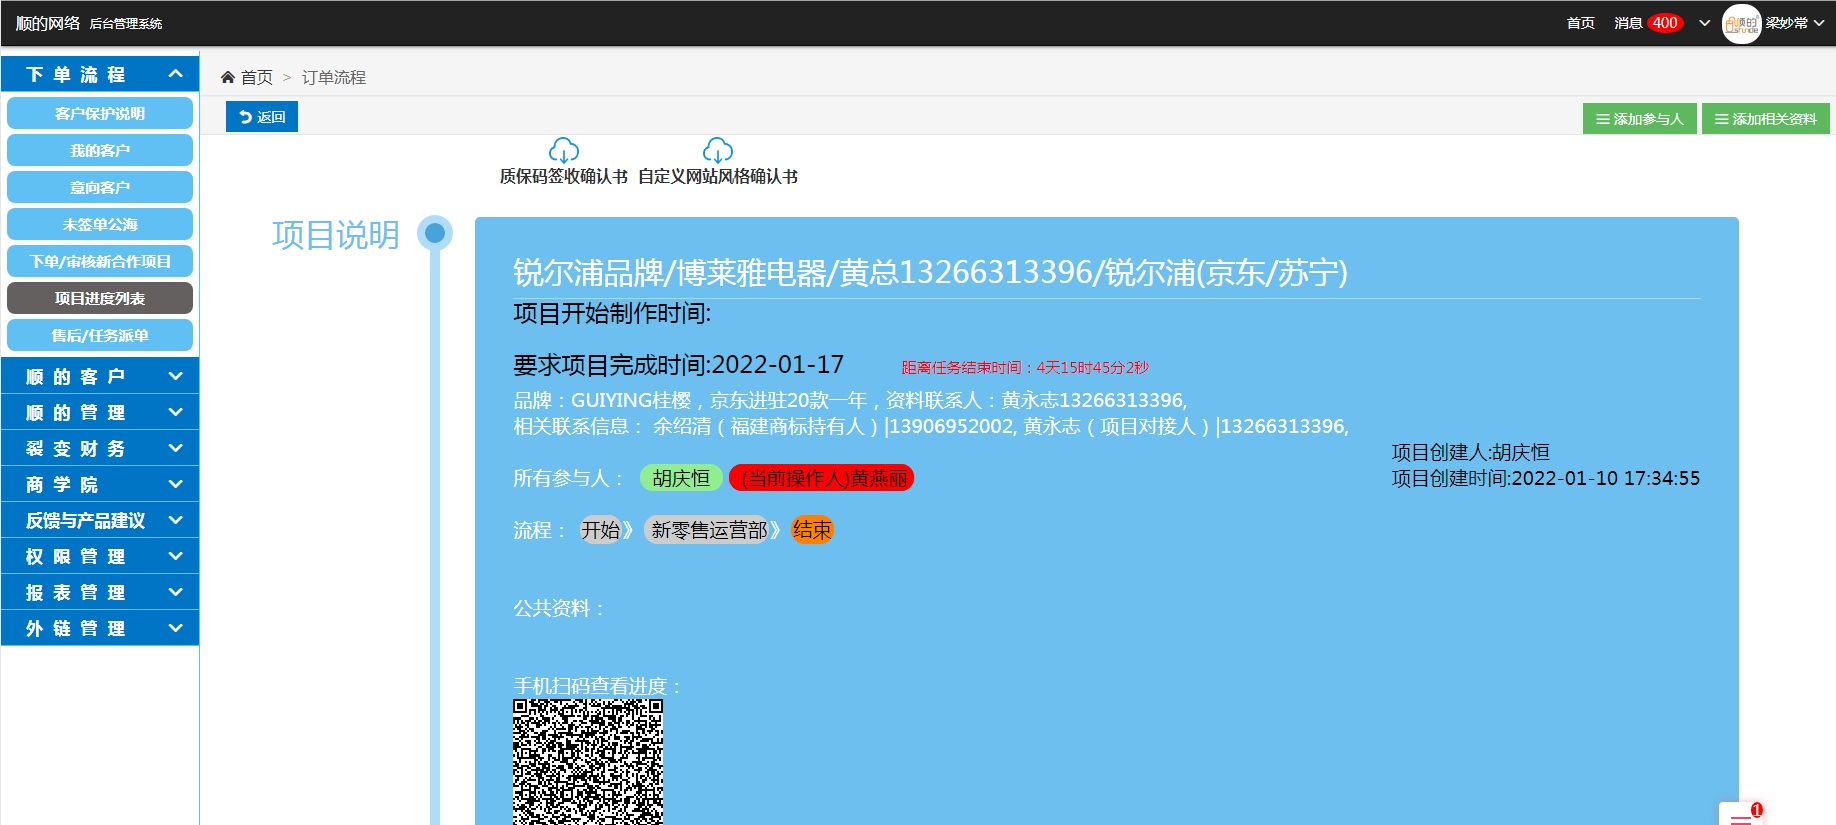 顺的网络 后台管理系统
首页 消息 400 梁妙常
下单流程
客户保护说明
我的客户
意向客户
未签单公海
下单/审核新合作项目
项目进度列表
售后/任务派单
顺的客户
顺的管理
裂变财务
商学院
反馈与产品建议
权限管理
报表管理
外链管理
首页 > 订单流程
返回
添加参与人 添加相关资料
质保码签收确认书 自定义网站风格确认书
项目说明
锐尔浦品牌/博莱雅电器/黄总13266313396/锐尔浦(京东/苏宁)
项目开始制作时间:
要求项目完成时间:2022-01-17 距离任务结束时间：4天15时45分2秒
品牌：GUIYING桂樱，京东进驻20款一年，资料联系人：黄永志13266313396,
相关联系信息： 余绍清（福建商标持有人）|13906952002, 黄永志（项目对接人）|13266313396,
项目创建人:胡庆恒
项目创建时间:2022-01-10 17:34:55
所有参与人： 胡庆恒 (当前操作人)黄燕丽
流程： 开始》 新零售运营部》 结束
公共资料：
手机扫码查看进度：
1